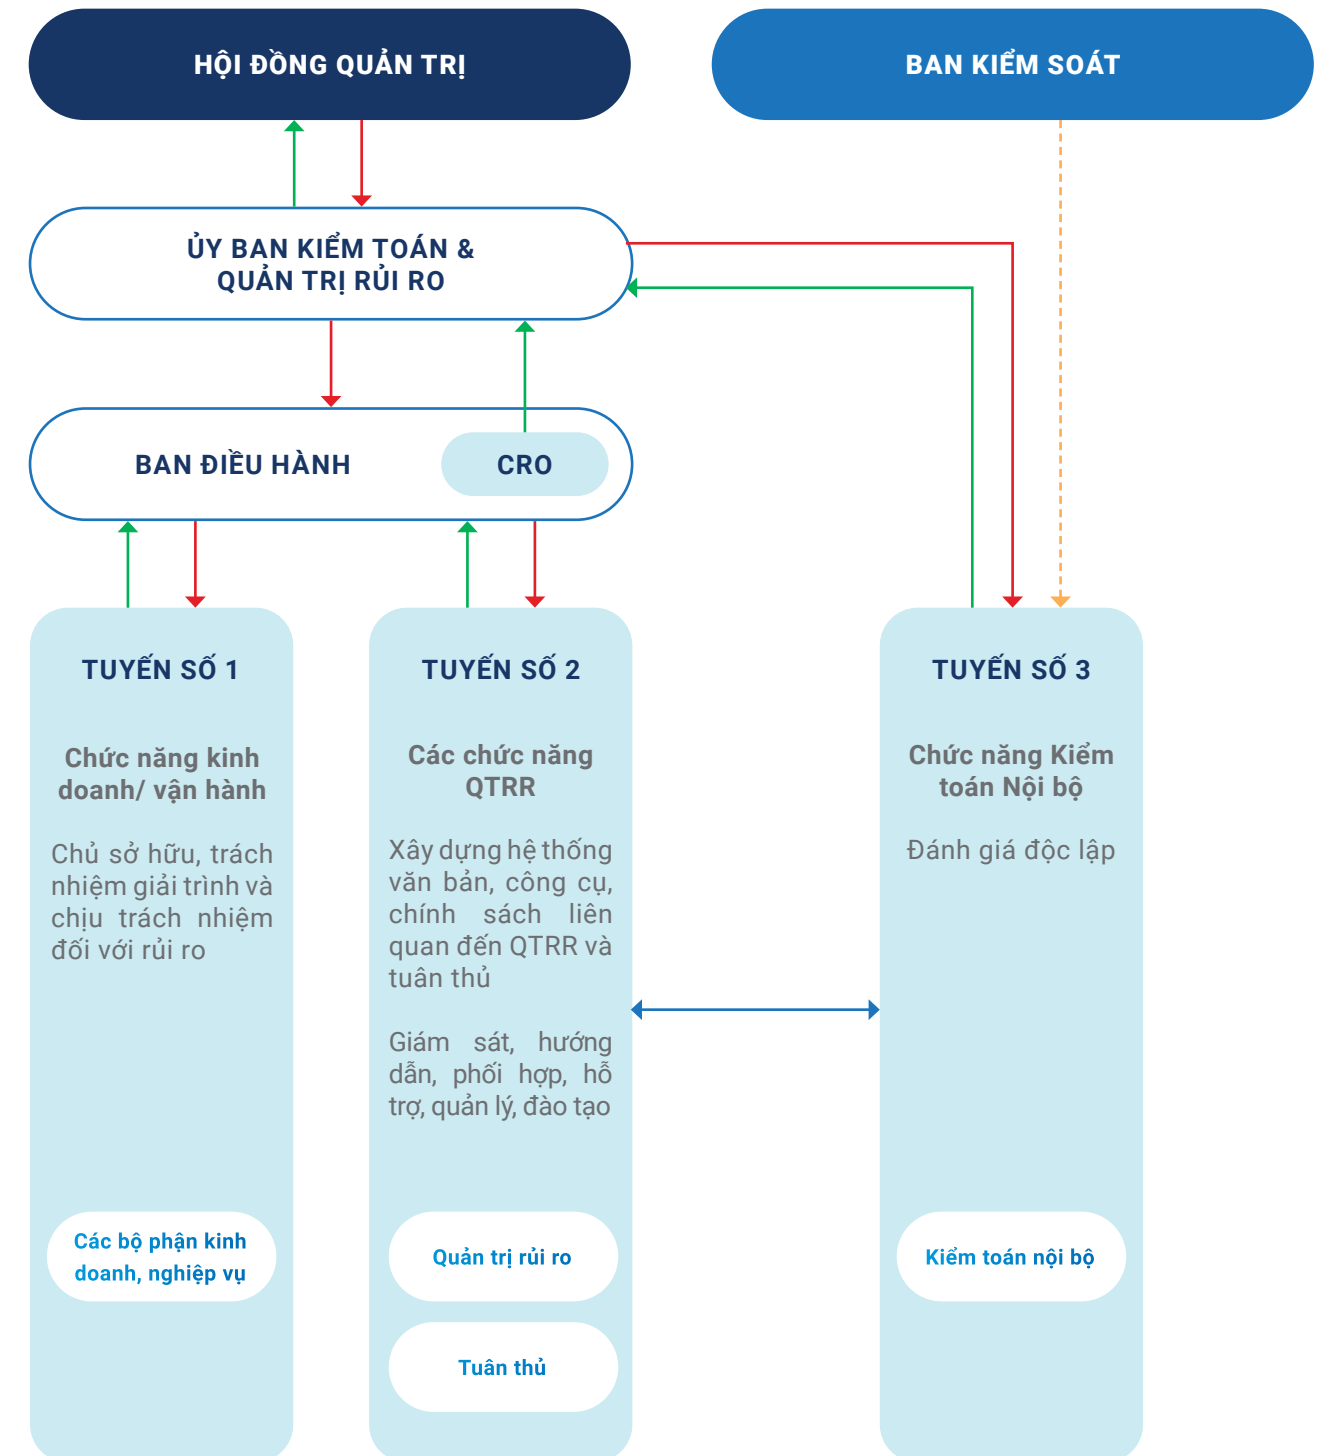 HỘI ĐỒNG QUẢN TRỊ
BAN KIỂM SOÁT
ỦY BAN KIỂM TOÁN &
QUẢN TRỊ RỦI RO
BAN ĐIỀU HÀNH
CRO
TUYẾN SỐ 1
Chức năng kinh
doanh/ vận hành
Chủ sở hữu, trách
nhiệm giải trình và
chịu trách nhiệm
đối với rủi ro
Các bộ phận kinh
doanh, nghiệp vụ
TUYẾN SỐ 2
Các chức năng
QTRR
Xây dựng hệ thống
văn bản, công cụ,
chính sách liên
quan đến QTRR và
tuân thủ
Giám sát, hướng
dẫn, phối hợp, hỗ
trợ, quản lý, đào tạo
Quản trị rủi ro
Tuân thủ
TUYẾN SỐ 3
Chức năng Kiểm
toán Nội bộ
Đánh giá độc lập
Kiểm toán nội bộ